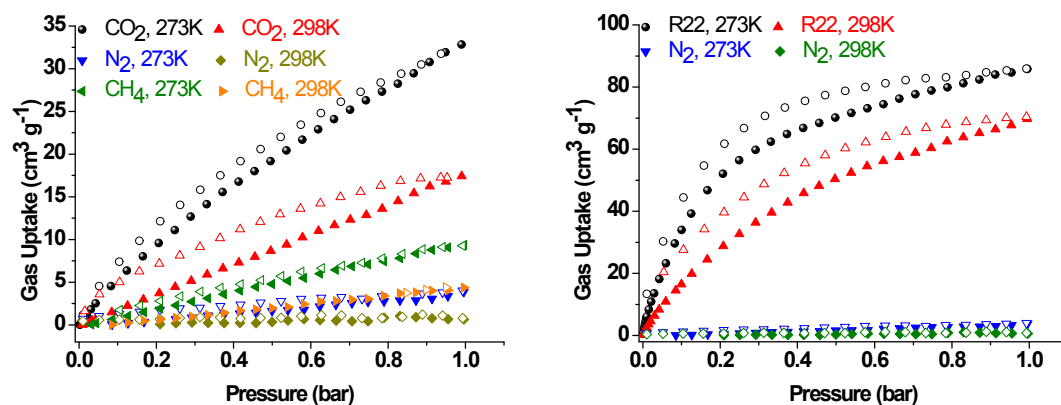 CO2, 273K CO2, 298K
N2, 273K N2, 298K
CH4, 273K CH4, 298K
Gas Uptake (cm3 g-1)
35
30
25
20
15
10
5
0
0.0 0.2 0.4 0.6 0.8 1.0
Pressure (bar)
R22, 273K R22, 298K
N2, 273K N2, 298K
Gas Uptake (cm3 g-1)
100
80
60
40
20
0
0.0 0.2 0.4 0.6 0.8 1.0
Pressure (bar)